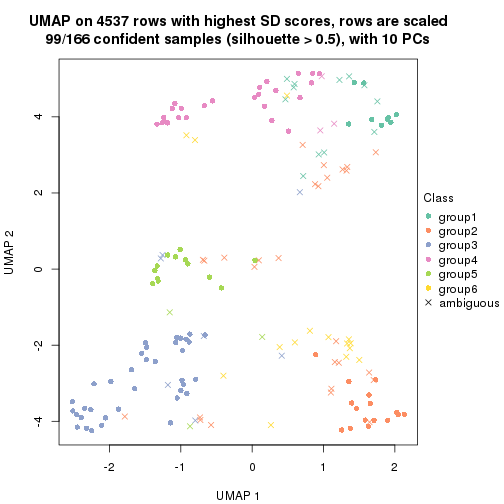 UMAP on 4537 rows with highest SD scores, rows are scaled
99/166 confident samples (silhouette > 0.5), with 10 PCs
UMAP 2
4
2
0
-2
-4
-2
-1
0
1
2
UMAP 1
Class
group1
group2
group3
group4
group5
group6
ambiguous